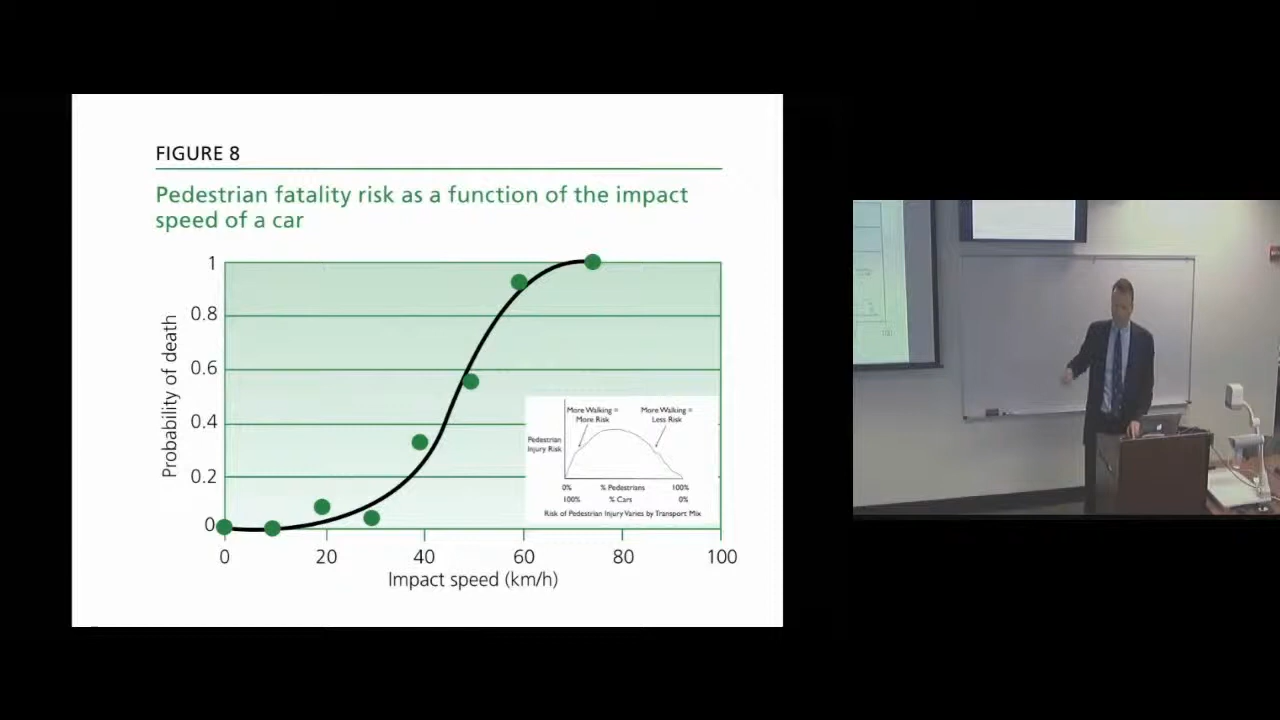 FIGURE 8
Pedestrian fatality risk as a function of the impact
speed of a car
Probability of death
1
0.8
0.6
0.4
0.2
0
0 20 40 60 80 100
Impact speed (km/h)
More Walking = More Walking =
More Risk Less Risk
Pedestrian
Injury Risk
0% % Pedestrians 100%
100% % Cars 0%
Risk of Pedestrian Injury Varies by Transport Mix